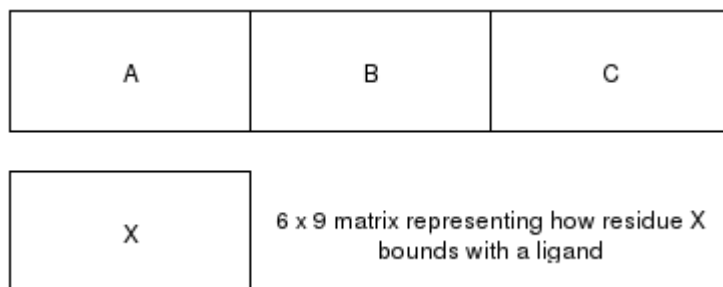 A B C
X
6 x 9 matrix representing how residue X
bounds with a ligand